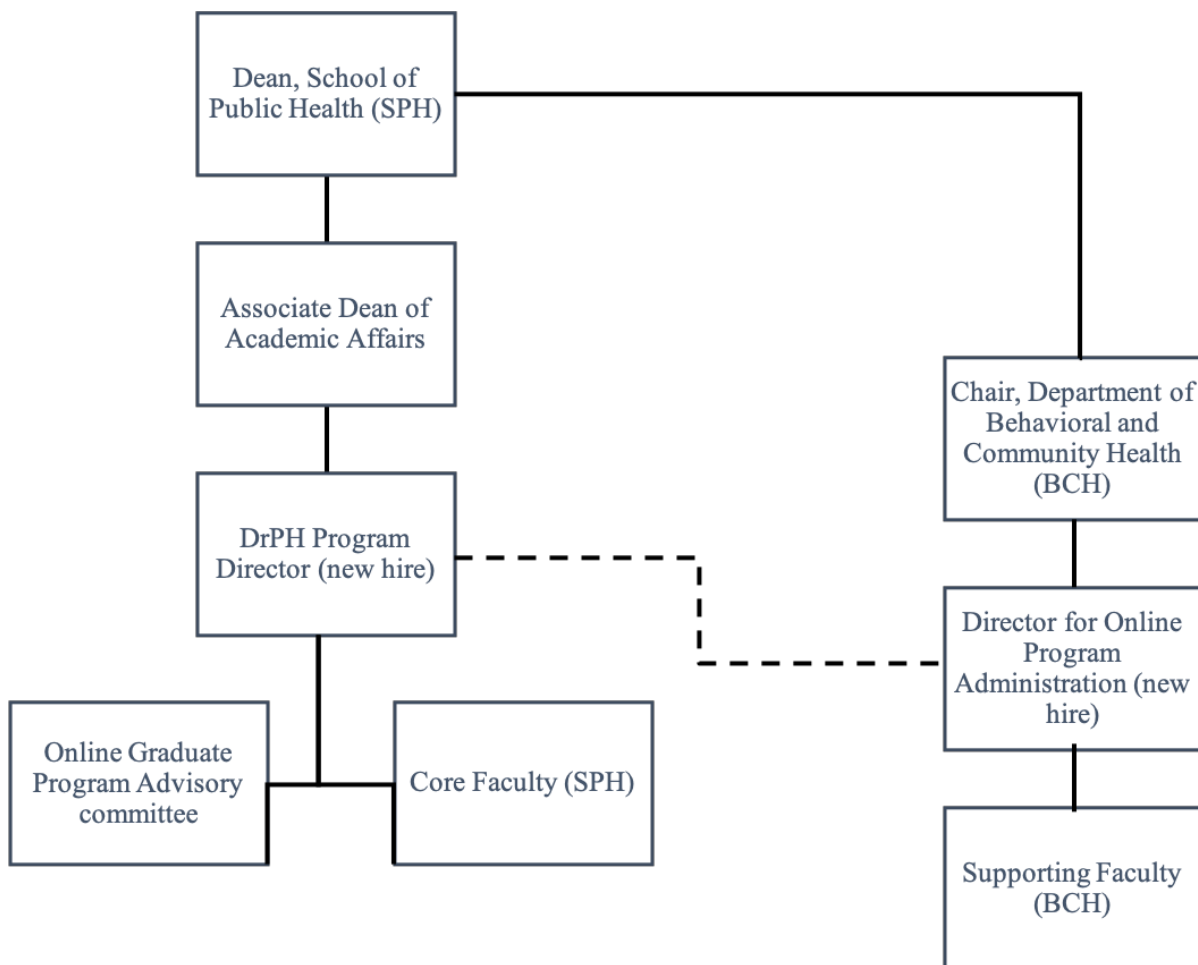 Dean, School of
Public Health (SPH)
Associate Dean of
Academic Affairs
Chair, Department of
Behavioral and
Community Health
(BCH)
DrPH Program
Director (new hire)
Director for Online
Program
Administration (new
hire)
Online Graduate
Program Advisory
committee
Core Faculty (SPH)
Supporting Faculty
(BCH)